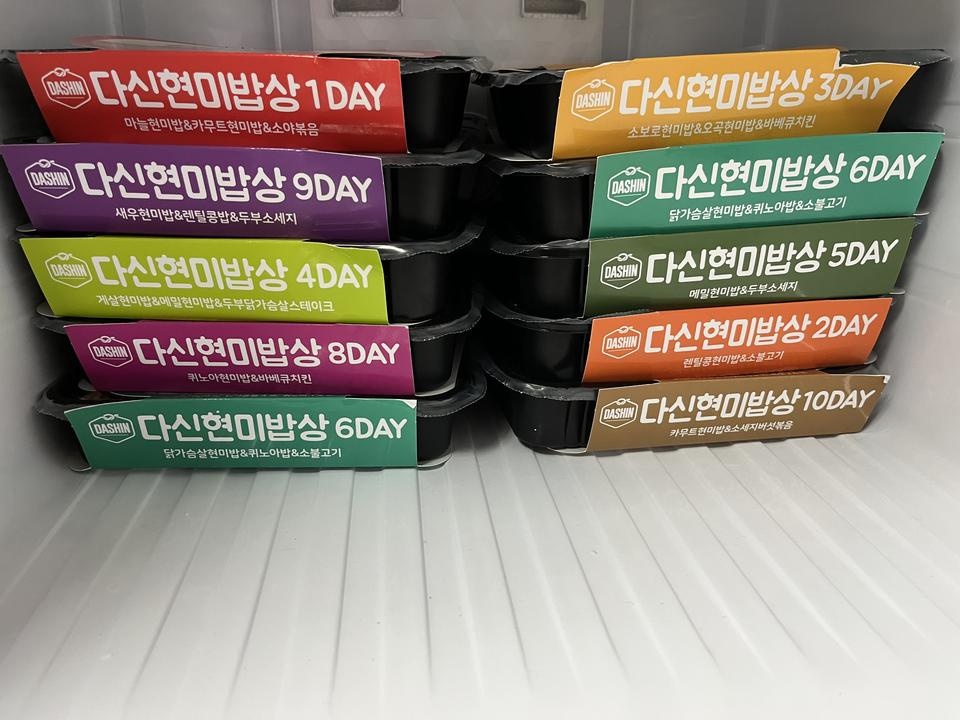 DASHIN 다신현미밥상 1DAY
마늘현미밥&카무트현미밥&소야볶음
DASHIN 다신현미밥상 9DAY
새우현미밥&렌틸콩밥&두부소세지
DASHIN 다신현미밥상 4DAY
게살현미밥&메밀현미밥&두부닭가슴살스테이크
DASHIN 다신현미밥상 8DAY
퀴노아현미밥&바베큐치킨
DASHIN 다신현미밥상 6DAY
닭가슴살현미밥&퀴노아밥&소불고기
DASHIN 다신현미밥상 3DAY
소보로현미밥&오곡현미밥&바베큐치킨
DASHIN 다신현미밥상 6DAY
닭가슴살현미밥&퀴노아밥&소불고기
DASHIN 다신현미밥상 5DAY
메밀현미밥&두부소세지
DASHIN 다신현미밥상 2DAY
렌틸콩현미밥&소불고기
DASHIN 다신현미밥상 10DAY
카무트현미밥&소세지버섯볶음